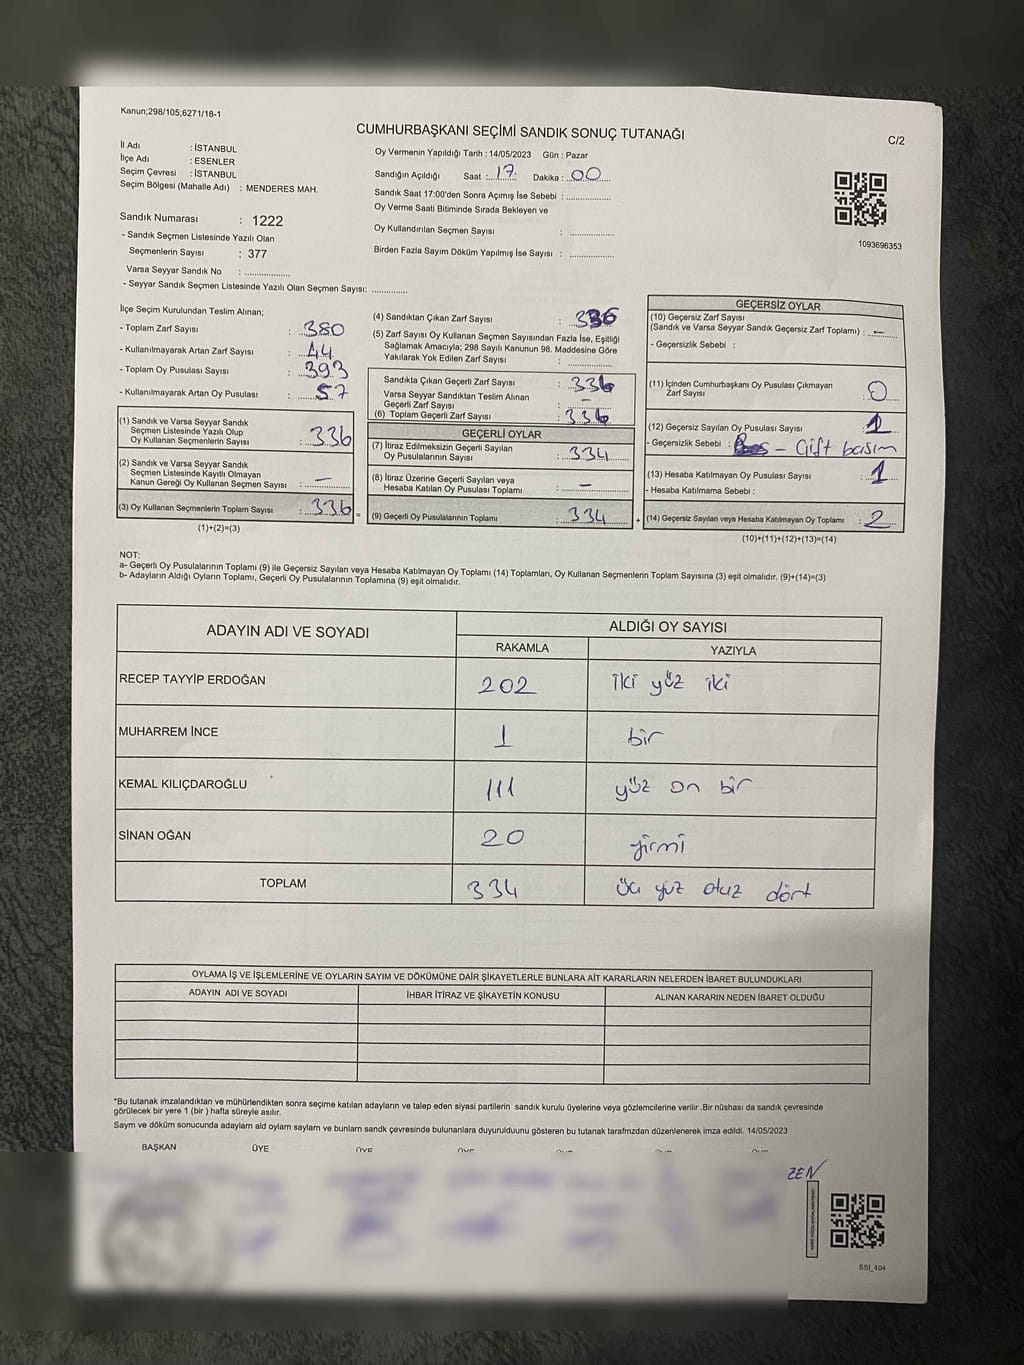 Kanun;298/105;6271/18-1
CUMHURBAŞKANI SEÇİMİ SANDIK SONUÇ TUTANAĞI
C/2
İl Adı : İSTANBUL
İlçe Adı : ESENLER
Seçim Çevresi : İSTANBUL
Seçim Bölgesi (Mahalle Adı) : MENDERES MAH.
Oy Vermenin Yapıldığı Tarih : 14/05/2023 Gün : Pazar
Sandığın Açıldığı Saat : 17 Dakika : 00
Sandık Saat 17:00'den Sonra Açımış İse Sebebi :
Oy Verme Saati Bitiminde Sırada Bekleyen ve
Oy Kullandırılan Seçmen Sayısı :
Birden Fazla Sayım Döküm Yapılmış İse Sayısı :
1093696353
Sandık Numarası : 1222
- Sandık Seçmen Listesinde Yazılı Olan
Seçmenlerin Sayısı : 377
Varsa Seyyar Sandık No :
- Seyyar Sandık Seçmen Listesinde Yazılı Olan Seçmen Sayısı:
İlçe Seçim Kurulundan Teslim Alınan;
- Toplam Zarf Sayısı : 380
- Kullanılmayarak Artan Zarf Sayısı : 44
- Toplam Oy Pusulası Sayısı : 393
- Kullanılmayarak Artan Oy Pusulası : 57
(1) Sandık ve Varsa Seyyar Sandık
Seçmen Listesinde Yazılı Olup
Oy Kullanan Seçmenlerin Sayısı : 336
(2) Sandık ve Varsa Seyyar Sandık
Seçmen Listesinde Kayıtlı Olmayan
Kanun Gereği Oy Kullanan Seçmen Sayısı : —
(3) Oy Kullanan Seçmenlerin Toplam Sayısı : 336 =
(1)+(2)=(3)
(4) Sandıktan Çıkan Zarf Sayısı : 336
(5) Zarf Sayısı Oy Kullanan Seçmen Sayısından Fazla İse, Eşitliği
Sağlamak Amacıyla; 298 Sayılı Kanunun 98. Maddesine Göre
Yakılarak Yok Edilen Zarf Sayısı :
Sandıkta Çıkan Geçerli Zarf Sayısı : 336
Varsa Seyyar Sandıktan Teslim Alınan
Geçerli Zarf Sayısı : —
(6) Toplam Geçerli Zarf Sayısı : 336
GEÇERLİ OYLAR
(7) İtiraz Edilmeksizin Geçerli Sayılan
Oy Pusulalarının Sayısı : 334
(8) İtiraz Üzerine Geçerli Sayılan veya
Hesaba Katılan Oy Pusulası Toplamı : —
(9) Geçerli Oy Pusulalarının Toplamı : 334 +
GEÇERSİZ OYLAR
(10) Geçersiz Zarf Sayısı
(Sandık ve Varsa Seyyar Sandık Geçersiz Zarf Toplamı) : —
- Geçersizlik Sebebi :
(11) İçinden Cumhurbaşkanı Oy Pusulası Çıkmayan
Zarf Sayısı : 0
(12) Geçersiz Sayılan Oy Pusulası Sayısı : 1
- Geçersizlik Sebebi : - Çift basım
(13) Hesaba Katılmayan Oy Pusulası Sayısı : 1
- Hesaba Katılmama Sebebi :
(14) Geçersiz Sayılan veya Hesaba Katılmayan Oy Toplamı : 2
(10)+(11)+(12)+(13)=(14)
NOT:
a- Geçerli Oy Pusulalarının Toplamı (9) ile Geçersiz Sayılan veya Hesaba Katılmayan Oy Toplamı (14) Toplamları, Oy Kullanan Seçmenlerin Toplam Sayısına (3) eşit olmalıdır. (9)+(14)=(3)
b- Adayların Aldığı Oyların Toplamı, Geçerli Oy Pusulalarının Toplamına (9) eşit olmalıdır.
ADAYIN ADI VE SOYADI
ALDIĞI OY SAYISI
RAKAMLA YAZIYLA
RECEP TAYYİP ERDOĞAN 202 iki yüz iki
MUHARREM İNCE 1 bir
KEMAL KILIÇDAROĞLU 111 yüz on bir
SİNAN OĞAN 20 yirmi
TOPLAM 334 üç yüz otuz dört
OYLAMA İŞ VE İŞLEMLERİNE VE OYLARIN SAYIM VE DÖKÜMÜNE DAİR ŞİKAYETLERLE BUNLARA AİT KARARLARIN NELERDEN İBARET BULUNDUKLARI
ADAYIN ADI VE SOYADI İHBAR İTİRAZ VE ŞİKAYETİN KONUSU ALINAN KARARIN NEDEN İBARET OLDUĞU
*Bu tutanak imzalandıktan ve mühürlendikten sonra seçime katılan adayların ve talep eden siyasi partilerin sandık kurulu üyelerine veya gözlemcilerine verilir .Bir nüshası da sandık çevresinde
görülecek bir yere 1 (bir ) hafta süreyle asılır.
Sayım ve döküm sonucunda adayların ald oyların sayların ve bunların sandk çevresinde bulunanlara duyurulduunu gösteren bu tutanak tarafmzdan düzenlenerek imza edildi. 14/05/2023
BAŞKAN ÜYE
ZEN
SSI_404